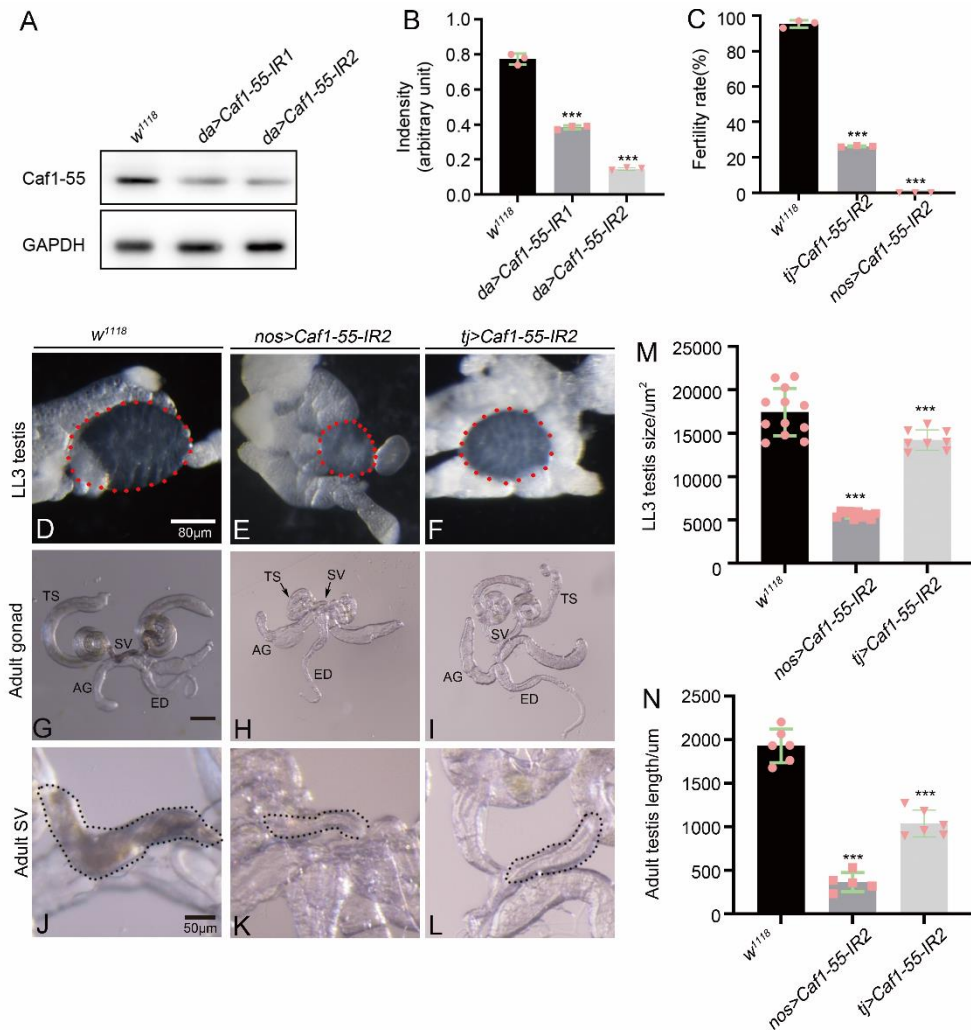 A
w1118
da>Caf1-55-IR1
da>Caf1-55-IR2
Caf1-55
GAPDH
B
Indensity
(arbitrary unit)
0.8
0.6
0.4
0.2
0.0
***
***
w1118
da>Caf1-55-IR1
da>Caf1-55-IR2
C
Fertility rate(%)
100
80
60
40
20
0
***
***
w1118
tj>Caf1-55-IR2
nos>Caf1-55-IR2
w1118
nos>Caf1-55-IR2
tj>Caf1-55-IR2
LL3 testis
D
80μm
E
F
Adult gonad
TS
SV
AG
ED
G
TS
SV
AG
ED
H
TS
SV
AG
ED
I
Adult SV
J
50μm
K
L
M
LL3 testis size/um2
25000
20000
15000
10000
5000
0
***
***
w1118
nos>Caf1-55-IR2
tj>Caf1-55-IR2
N
Adult testis length/um
2500
2000
1500
1000
500
0
***
***
w1118
nos>Caf1-55-IR2
tj>Caf1-55-IR2